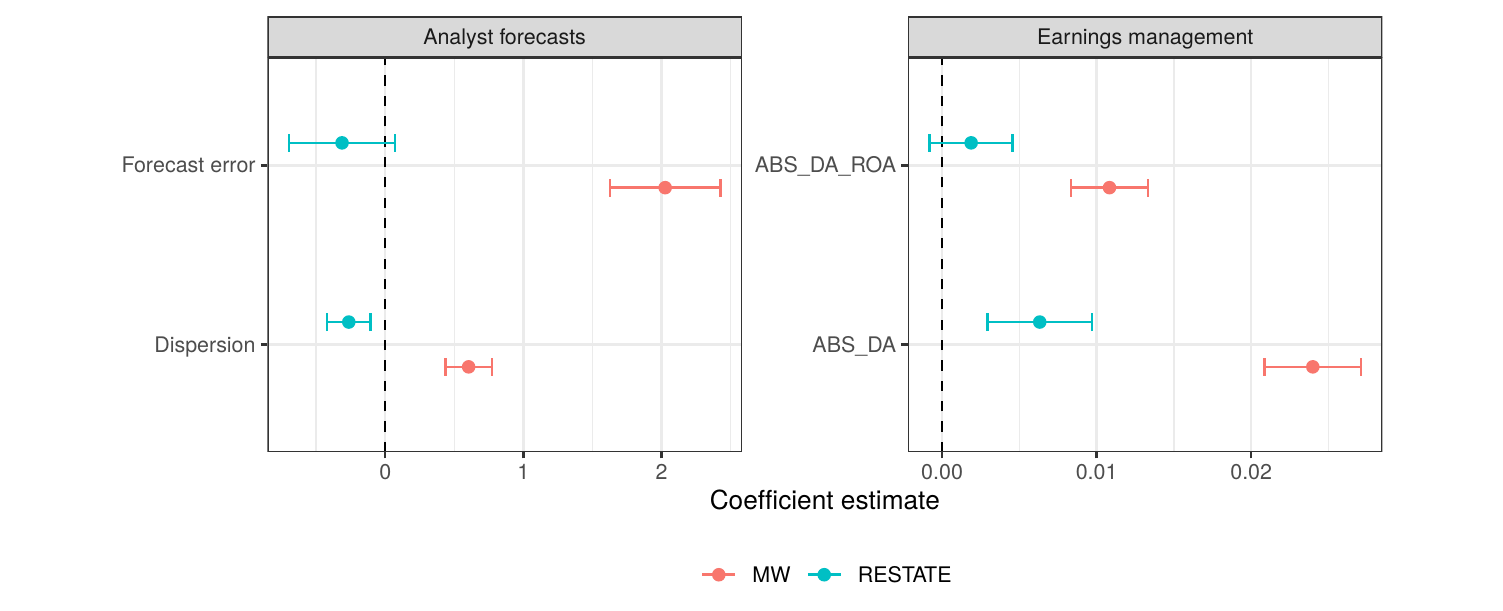 Analyst forecasts
Earnings management
Forecast error
Dispersion
ABS_DA_ROA
ABS_DA
0 1 2
0.00 0.01 0.02
Coefficient estimate
MW RESTATE